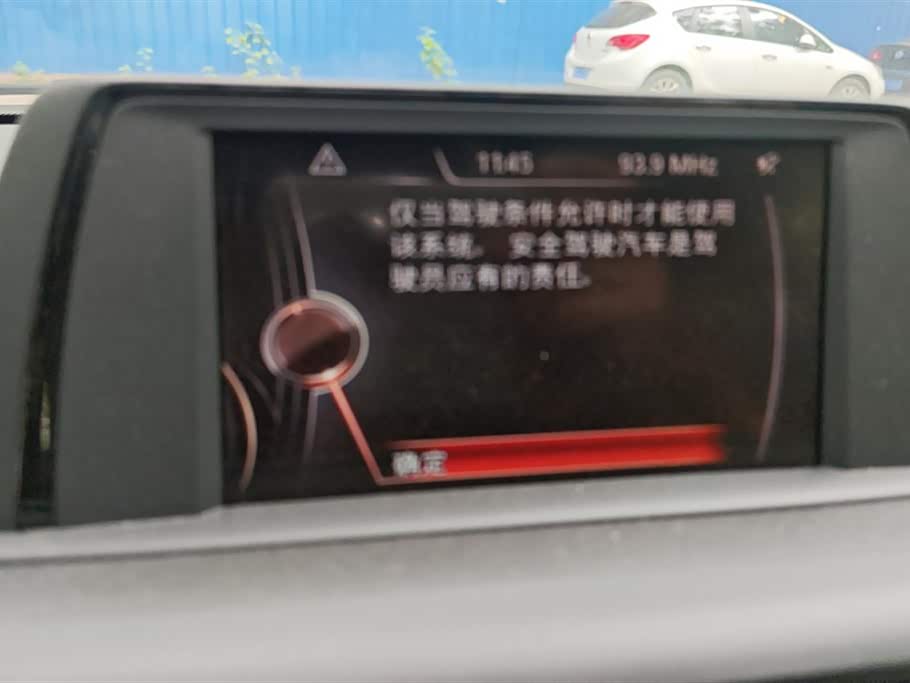 11:45 93.9 MHz
仅当驾驶条件允许时才能使用
该系统。 安全驾驶汽车是驾
驶员应有的责任。
确定